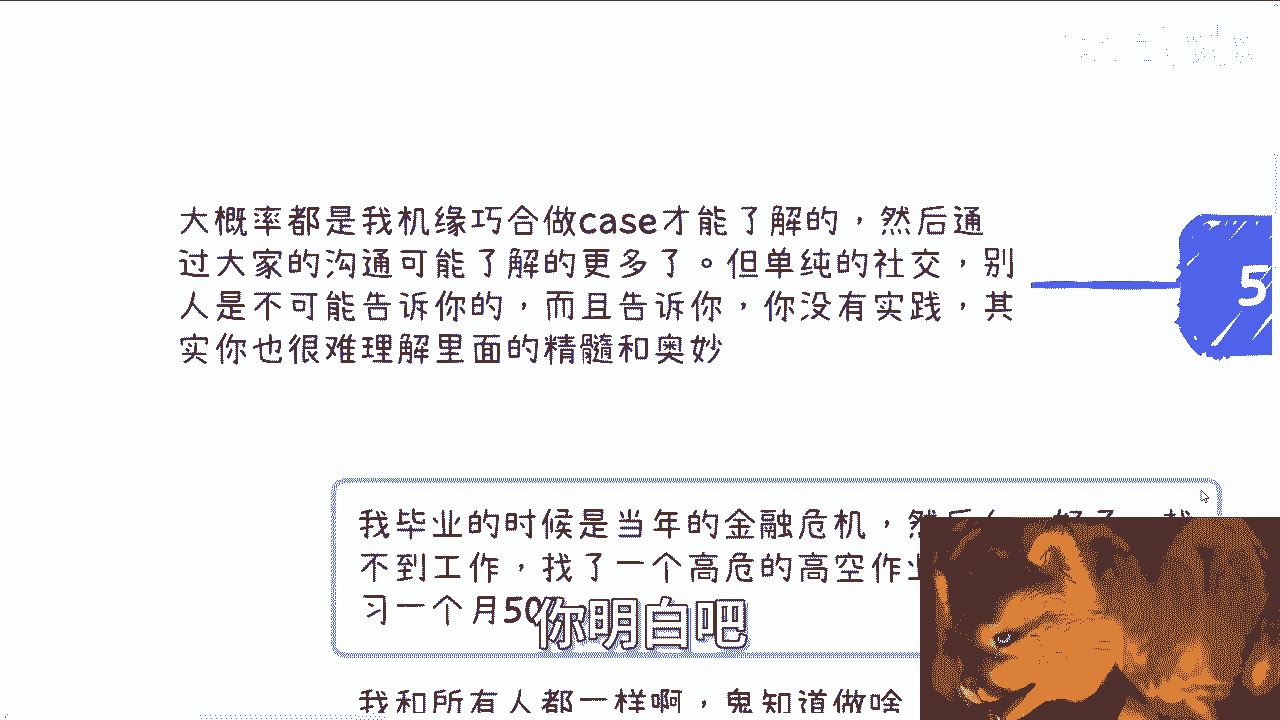 大概率都是我机缘巧合做case才能了解的，然后通
过大家的沟通可能了解的更多了。但单纯的社交，别
人是不可能告诉你的，而且告诉你，你没有实践，其
实你也很难理解里面的精髓和奥妙
5
我毕业的时候是当年的金融危机，然后
不到工作，找了一个高危的高空作业
习一个月50
你明白吧
我和所有人都一样啊，鬼知道做啥